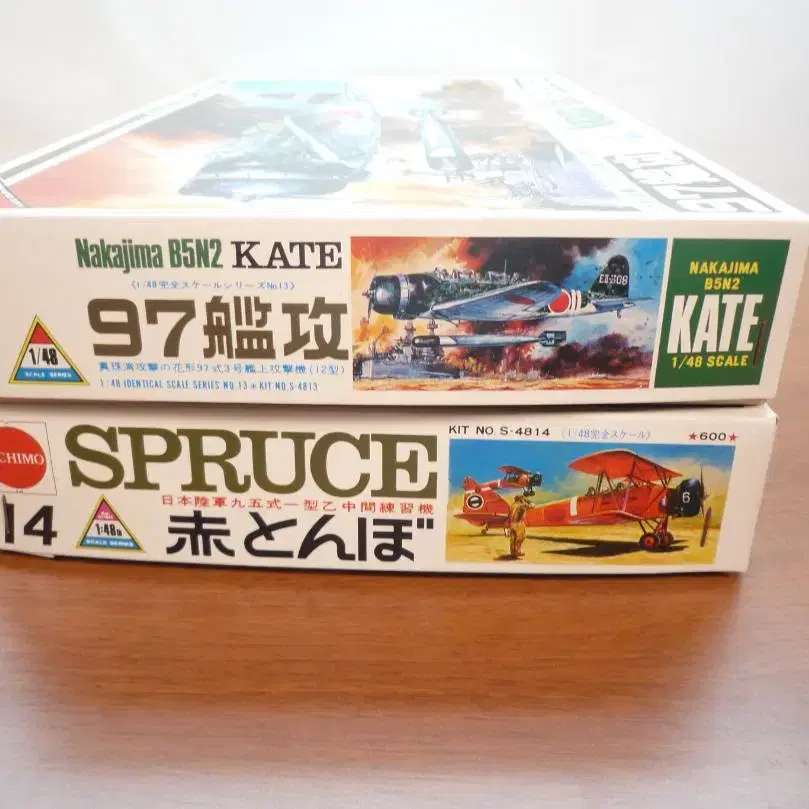 Nakajima B5N2 KATE
《1/48完全スケールシリーズNo.13》
97艦攻
真珠湾攻撃の花形97式3号艦上攻撃機(12型)
1/48 IDENTICAL SCALE SERIES NO.13 ★ KIT NO.S-4813
1/48
SCALE SERIES
EⅡ-308
NAKAJIMA
B5N2
KATE
1/48 SCALE
CHIMO
SPRUCE
KIT NO. S-4814 《1/48完全スケール》 ★600★
日本陸軍九五式一型乙中間練習機
赤とんぼ
14
1:48
SCALE SERIES
6